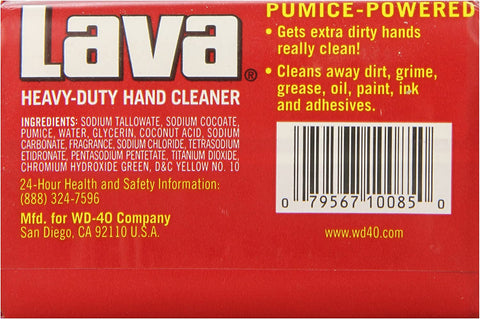 Lava®
HEAVY-DUTY HAND CLEANER
INGREDIENTS: SODIUM TALLOWATE, SODIUM COCOATE,
PUMICE, WATER, GLYCERIN, COCONUT ACID, SODIUM
CARBONATE, FRAGRANCE, SODIUM CHLORIDE, TETRASODIUM
ETIDRONATE, PENTASODIUM PENTETATE, TITANIUM DIOXIDE,
CHROMIUM HYDROXIDE GREEN, D&C YELLOW NO. 10
24-Hour Health and Safety Information:
(888) 324-7596
Mfd. for WD-40 Company
San Diego, CA 92110 U.S.A.
PUMICE-POWERED
• Gets extra dirty hands
really clean!
• Cleans away dirt, grime,
grease, oil, paint, ink
and adhesives.
0 79567 10085 0
www.wd40.com